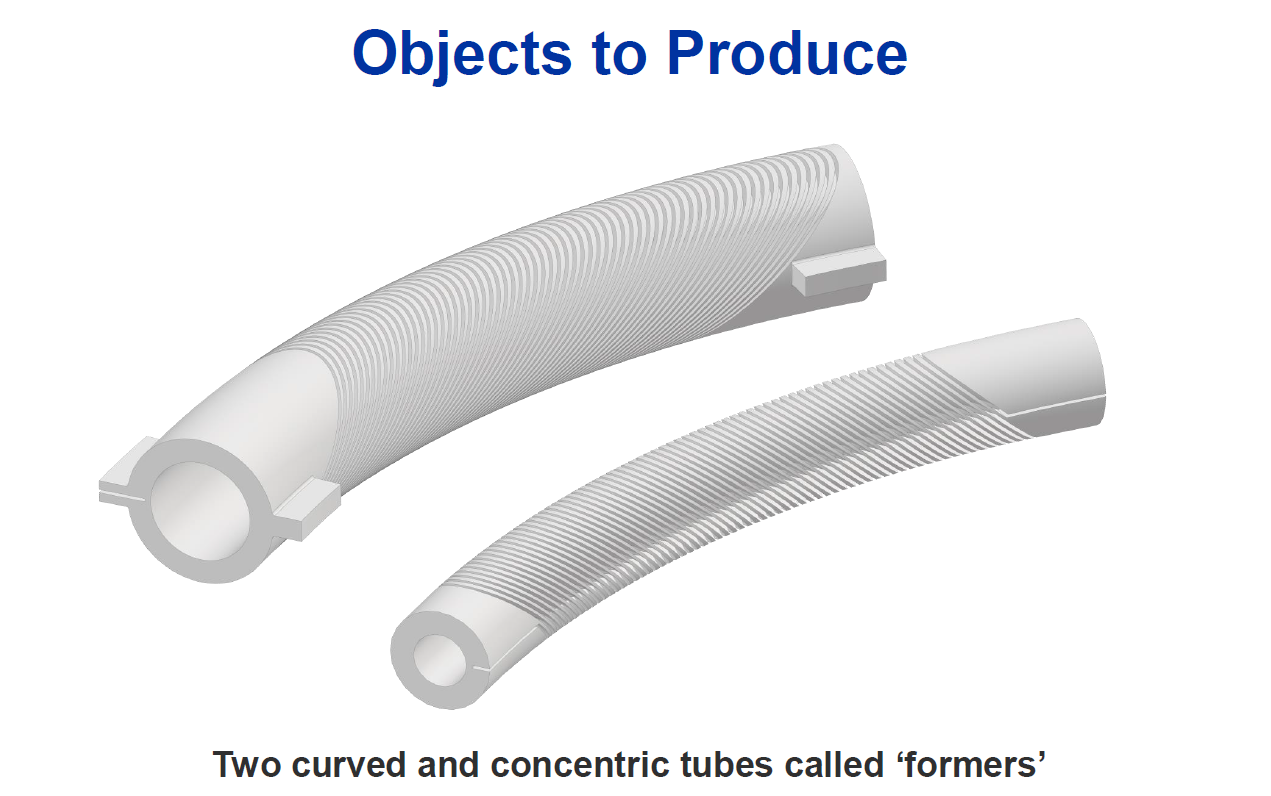 Objects to Produce
Two curved and concentric tubes called ‘formers’